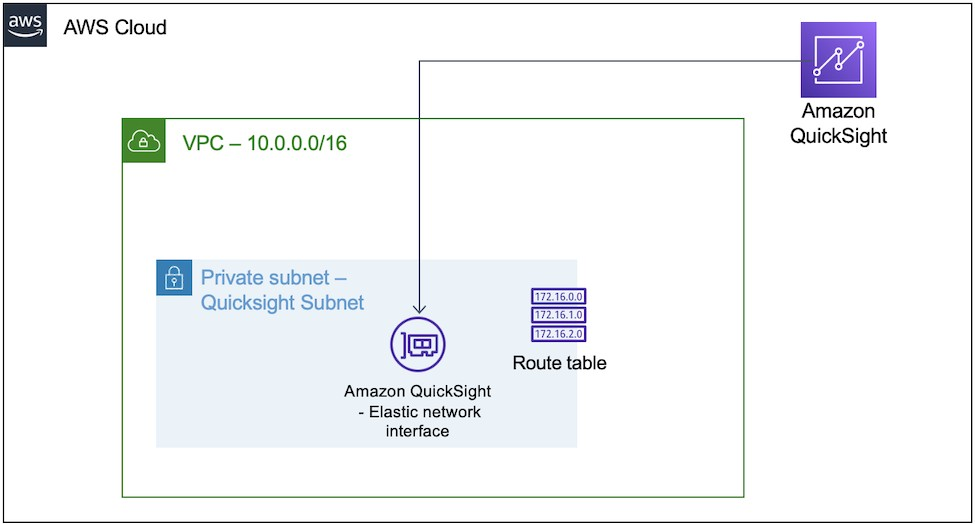 aws
AWS Cloud
Amazon
QuickSight
VPC – 10.0.0.0/16
Private subnet –
Quicksight Subnet
172.16.0.0
172.16.1.0
172.16.2.0
Route table
Amazon QuickSight
- Elastic network
interface